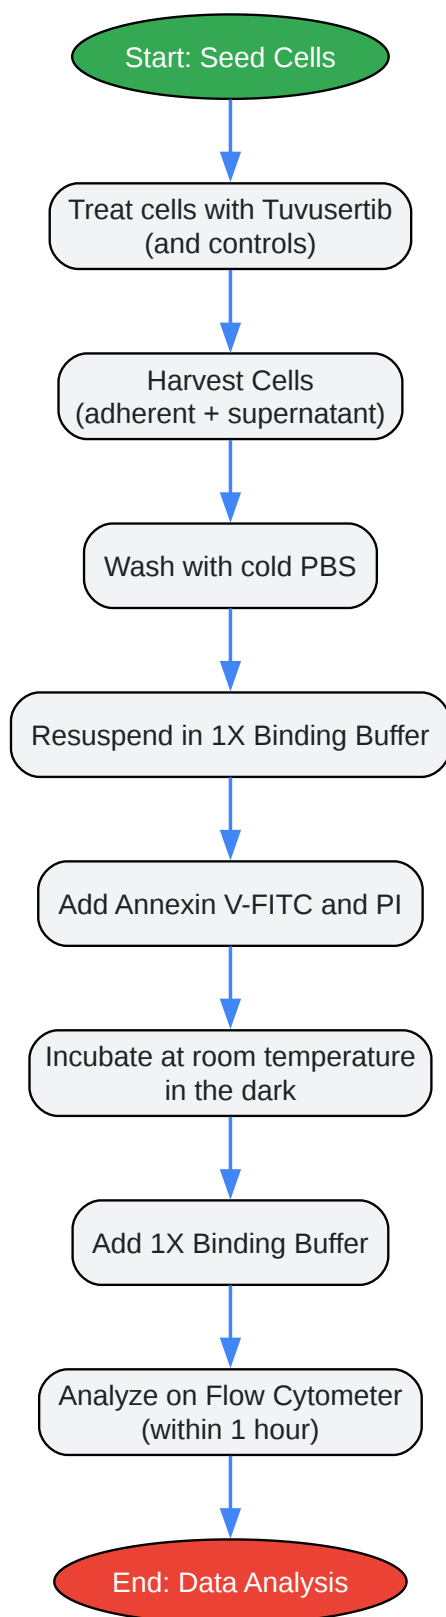 Start: Seed Cells
Treat cells with Tuvusertib
(and controls)
Harvest Cells
(adherent + supernatant)
Wash with cold PBS
Resuspend in 1X Binding Buffer
Add Annexin V-FITC and PI
Incubate at room temperature
in the dark
Add 1X Binding Buffer
Analyze on Flow Cytometer
(within 1 hour)
End: Data Analysis